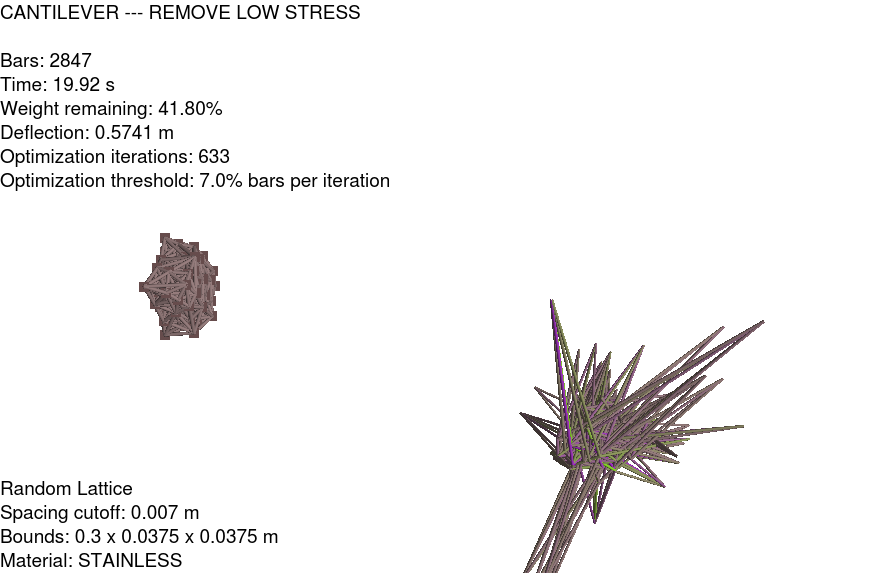 CANTILEVER --- REMOVE LOW STRESS
Bars: 2847
Time: 19.92 s
Weight remaining: 41.80%
Deflection: 0.5741 m
Optimization iterations: 633
Optimization threshold: 7.0% bars per iteration
Random Lattice
Spacing cutoff: 0.007 m
Bounds: 0.3 x 0.0375 x 0.0375 m
Material: STAINLESS